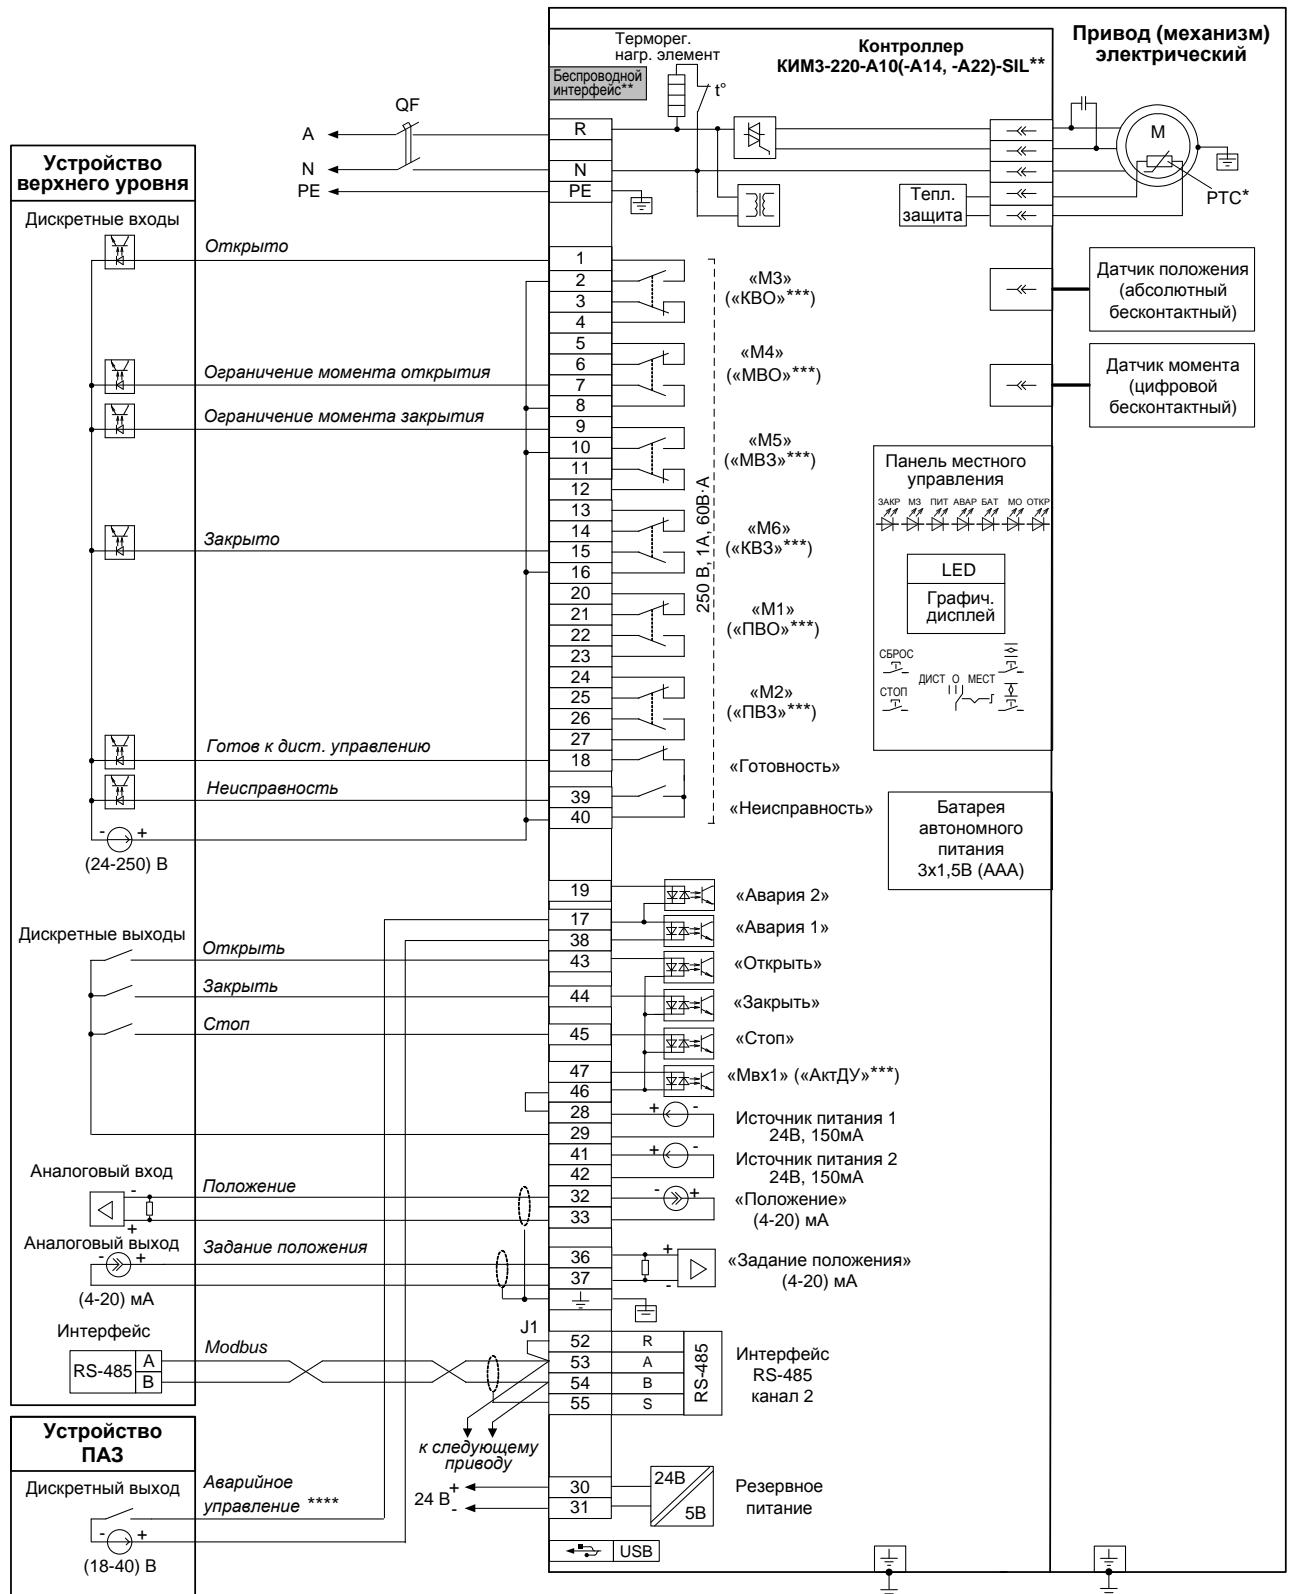 Привод (механизм)
электрический
Терморег.
нагр. элемент
Контроллер
КИМ3-220-А10(-А14, -А22)-SIL**
Беспроводной
интерфейс**
t°
QF
A
R
N
N
PE
PE
M
PTC*
Тепл.
защита
Устройство
верхнего уровня
Дискретные входы
Открыто
1
2
3
4
«М3»
(«КВО»***)
Датчик положения
(абсолютный
бесконтактный)
5
6
7
8
«М4»
(«МВО»***)
Ограничение момента открытия
Датчик момента
(цифровой
бесконтактный)
Ограничение момента закрытия
9
10
11
12
«М5»
(«МВЗ»***)
250 В, 1А, 60В·А
Панель местного
управления
ЗАКР МЗ ПИТ АВАР БАТ МО ОТКР
Закрыто
13
14
15
16
«М6»
(«КВЗ»***)
LED
Графич.
дисплей
20
21
22
23
«М1»
(«ПВО»***)
СБРОС
СТОП
ДИСТ О МЕСТ
24
25
26
27
«М2»
(«ПВЗ»***)
Готов к дист. управлению
18
«Готовность»
Неисправность
39
40
«Неисправность»
Батарея
автономного
питания
3х1,5В (ААА)
- +
(24-250) В
19
«Авария 2»
17
38
«Авария 1»
Дискретные выходы
Открыть
43
«Открыть»
Закрыть
44
«Закрыть»
Стоп
45
«Стоп»
47
46
«Мвх1» («АктДУ»***)
28
29
+ -
Источник питания 1
24В, 150мА
41
42
+ -
Источник питания 2
24В, 150мА
Аналоговый вход
-
+
Положение
32
33
- +
«Положение»
(4-20) мА
Аналоговый выход
- +
(4-20) мА
Задание положения
36
37
+
-
«Задание положения»
(4-20) мА
Интерфейс
RS-485
A
B
Modbus
J1
52
53
54
55
R
A
B
S
RS-485
Интерфейс
RS-485
канал 2
к следующему
приводу
Устройство
ПАЗ
Дискретный выход
- +
(18-40) В
Аварийное
управление ****
24 В
+
-
30
31
24В
5В
Резервное
питание
USB